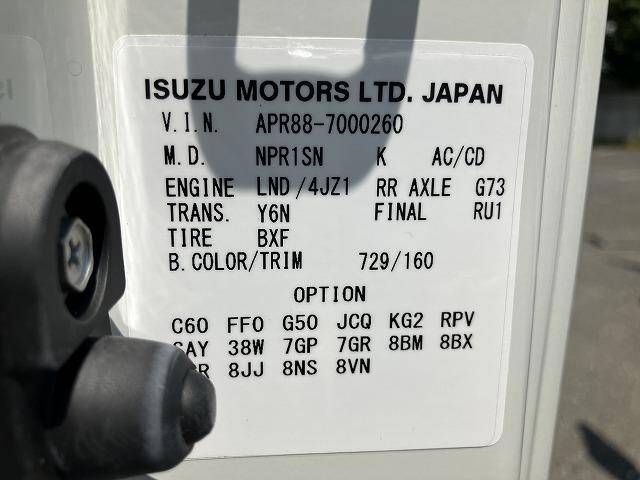 ISUZU MOTORS LTD. JAPAN
V.I.N. APR88-7000260
M.D. NPR1SN K AC/CD
ENGINE LND/4JZ1 RR AXLE G73
TRANS. Y6N FINAL RU1
TIRE BXF
B.COLOR/TRIM 729/160
OPTION
C60 FF0 G50 JCQ KG2 RPV
38W 7GP 7GR 8BM 8BX
8JJ 8NS 8VN